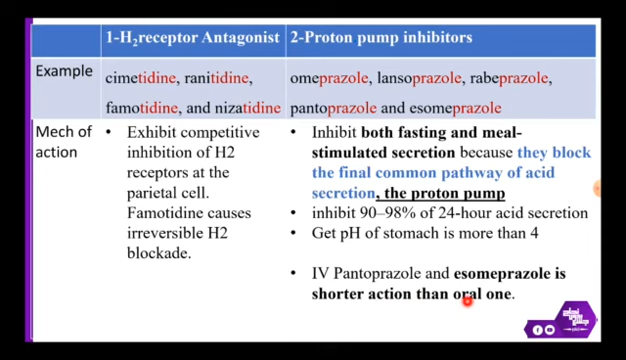 1-H₂receptor Antagonist
2-Proton pump inhibitors
Example
cimetidine, ranitidine,
famotidine, and nizatidine
omeprazole, lansoprazole, rabeprazole,
pantoprazole and esomeprazole
Mech of
action
• Exhibit competitive
inhibition of H2
receptors at the
parietal cell.
Famotidine causes
irreversible H2
blockade.
• Inhibit both fasting and meal-
stimulated secretion because they block
the final common pathway of acid
secretion, the proton pump
• inhibit 90–98% of 24-hour acid secretion
• Get pH of stomach is more than 4
• IV Pantoprazole and esomeprazole is
shorter action than oral one.